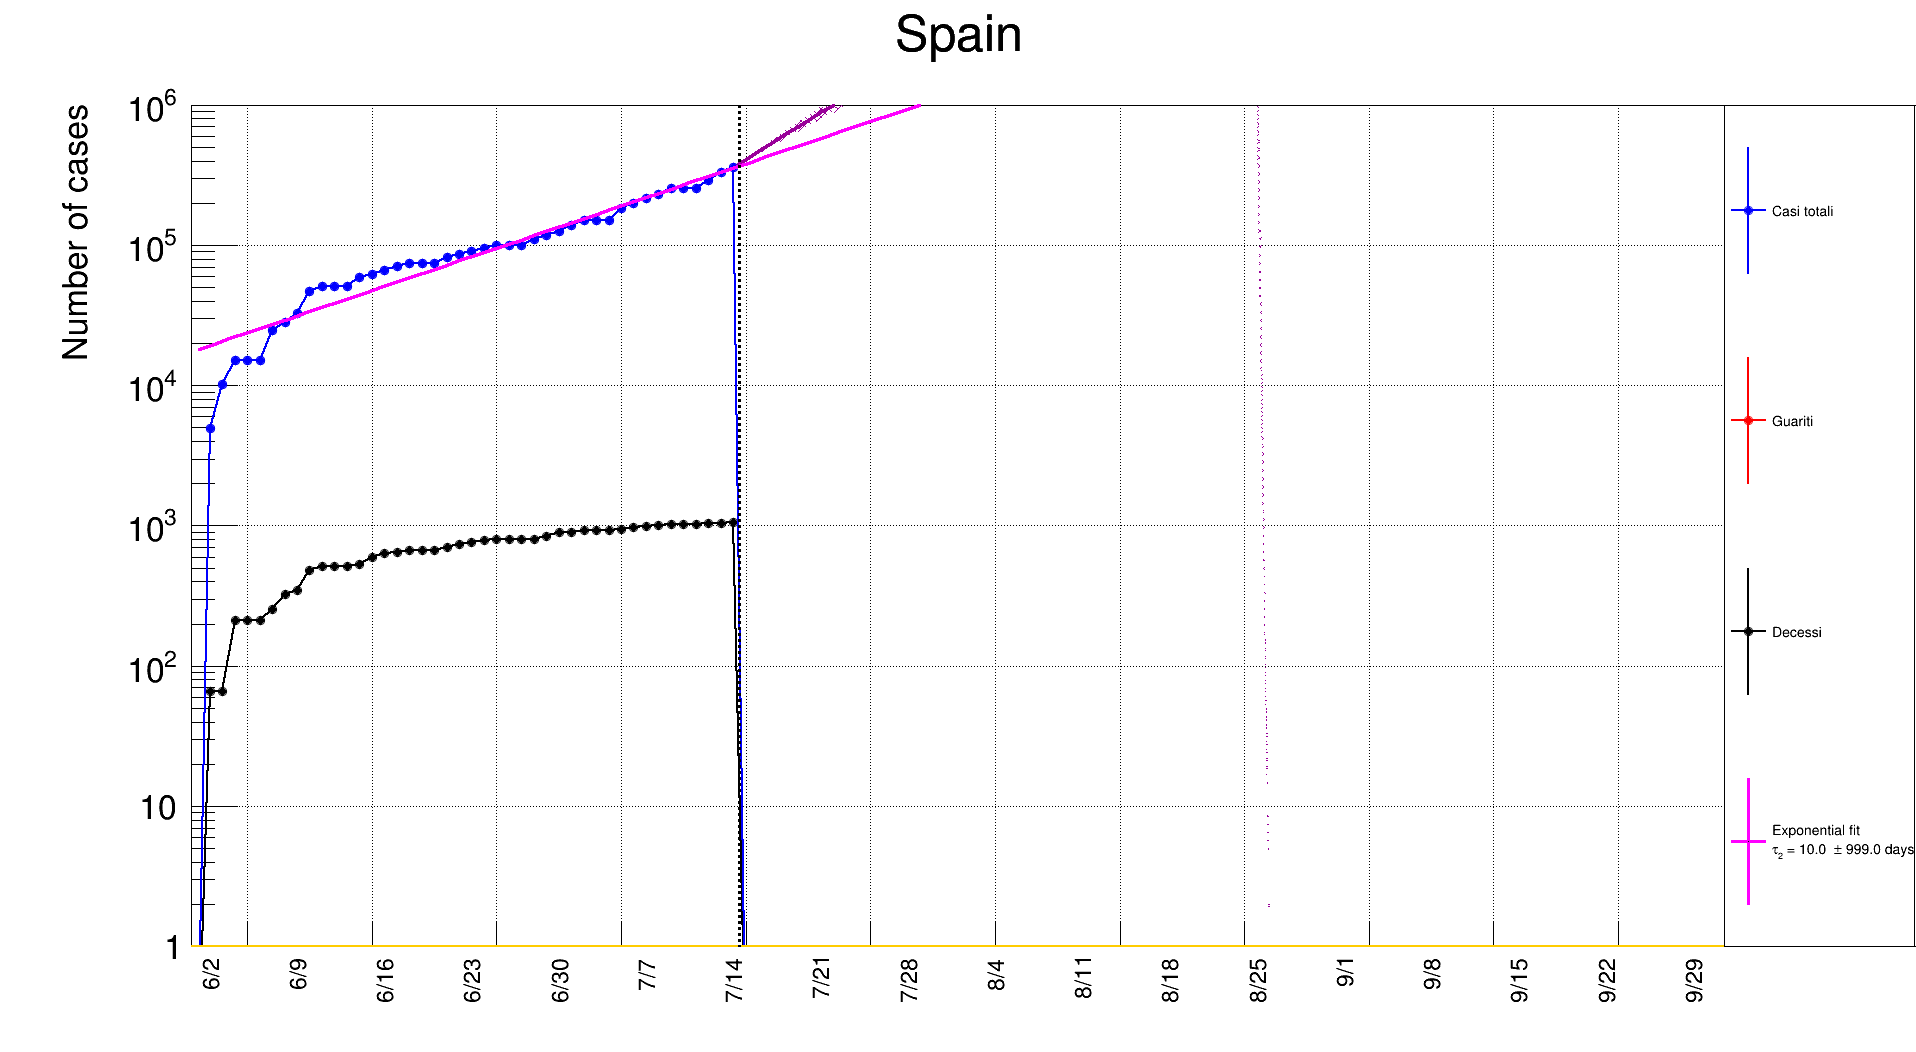 Spain
Number of cases
10^6
10^5
10^4
10^3
10^2
10
1
6/2 6/9 6/16 6/23 6/30 7/7 7/14 7/21 7/28 8/4 8/11 8/18 8/25 9/1 9/8 9/15 9/22 9/29
Casi totali
Guariti
Decessi
Exponential fit
τ₂ = 10.0 ± 999.0 days